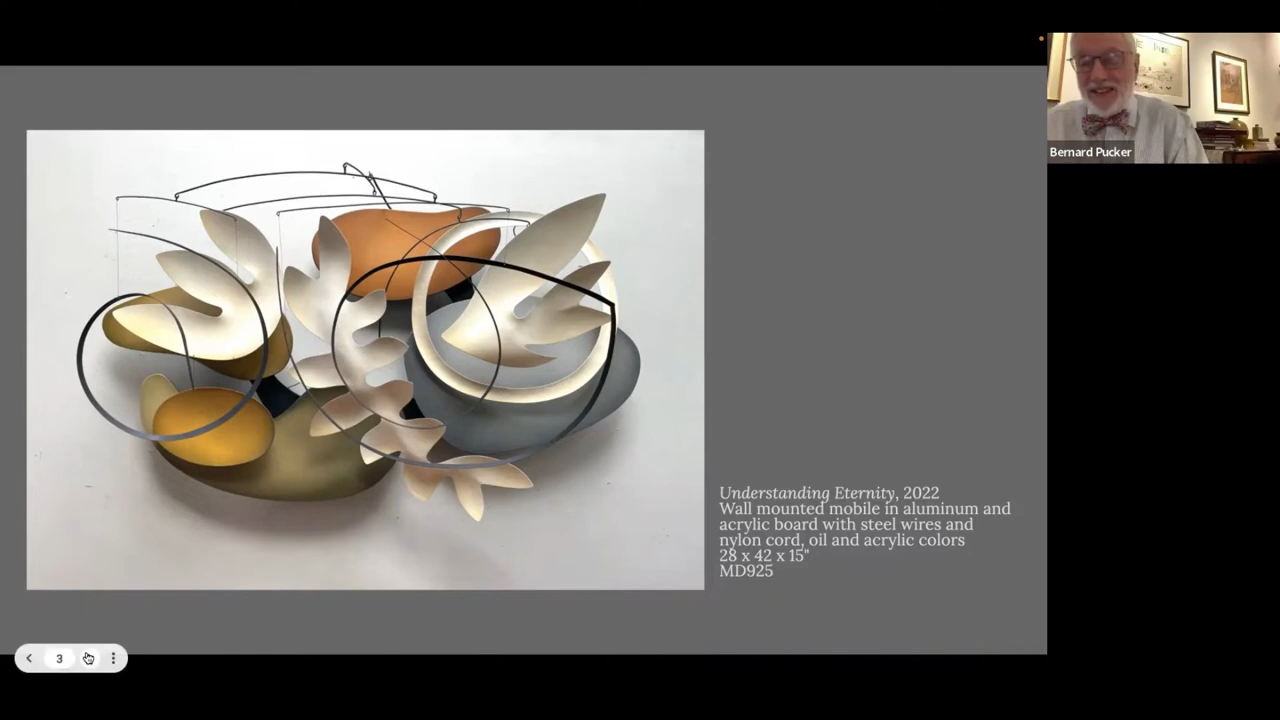 Bernard Pucker
Understanding Eternity, 2022
Wall mounted mobile in aluminum and
acrylic board with steel wires and
nylon cord, oil and acrylic colors
28 x 42 x 15"
MD925
3